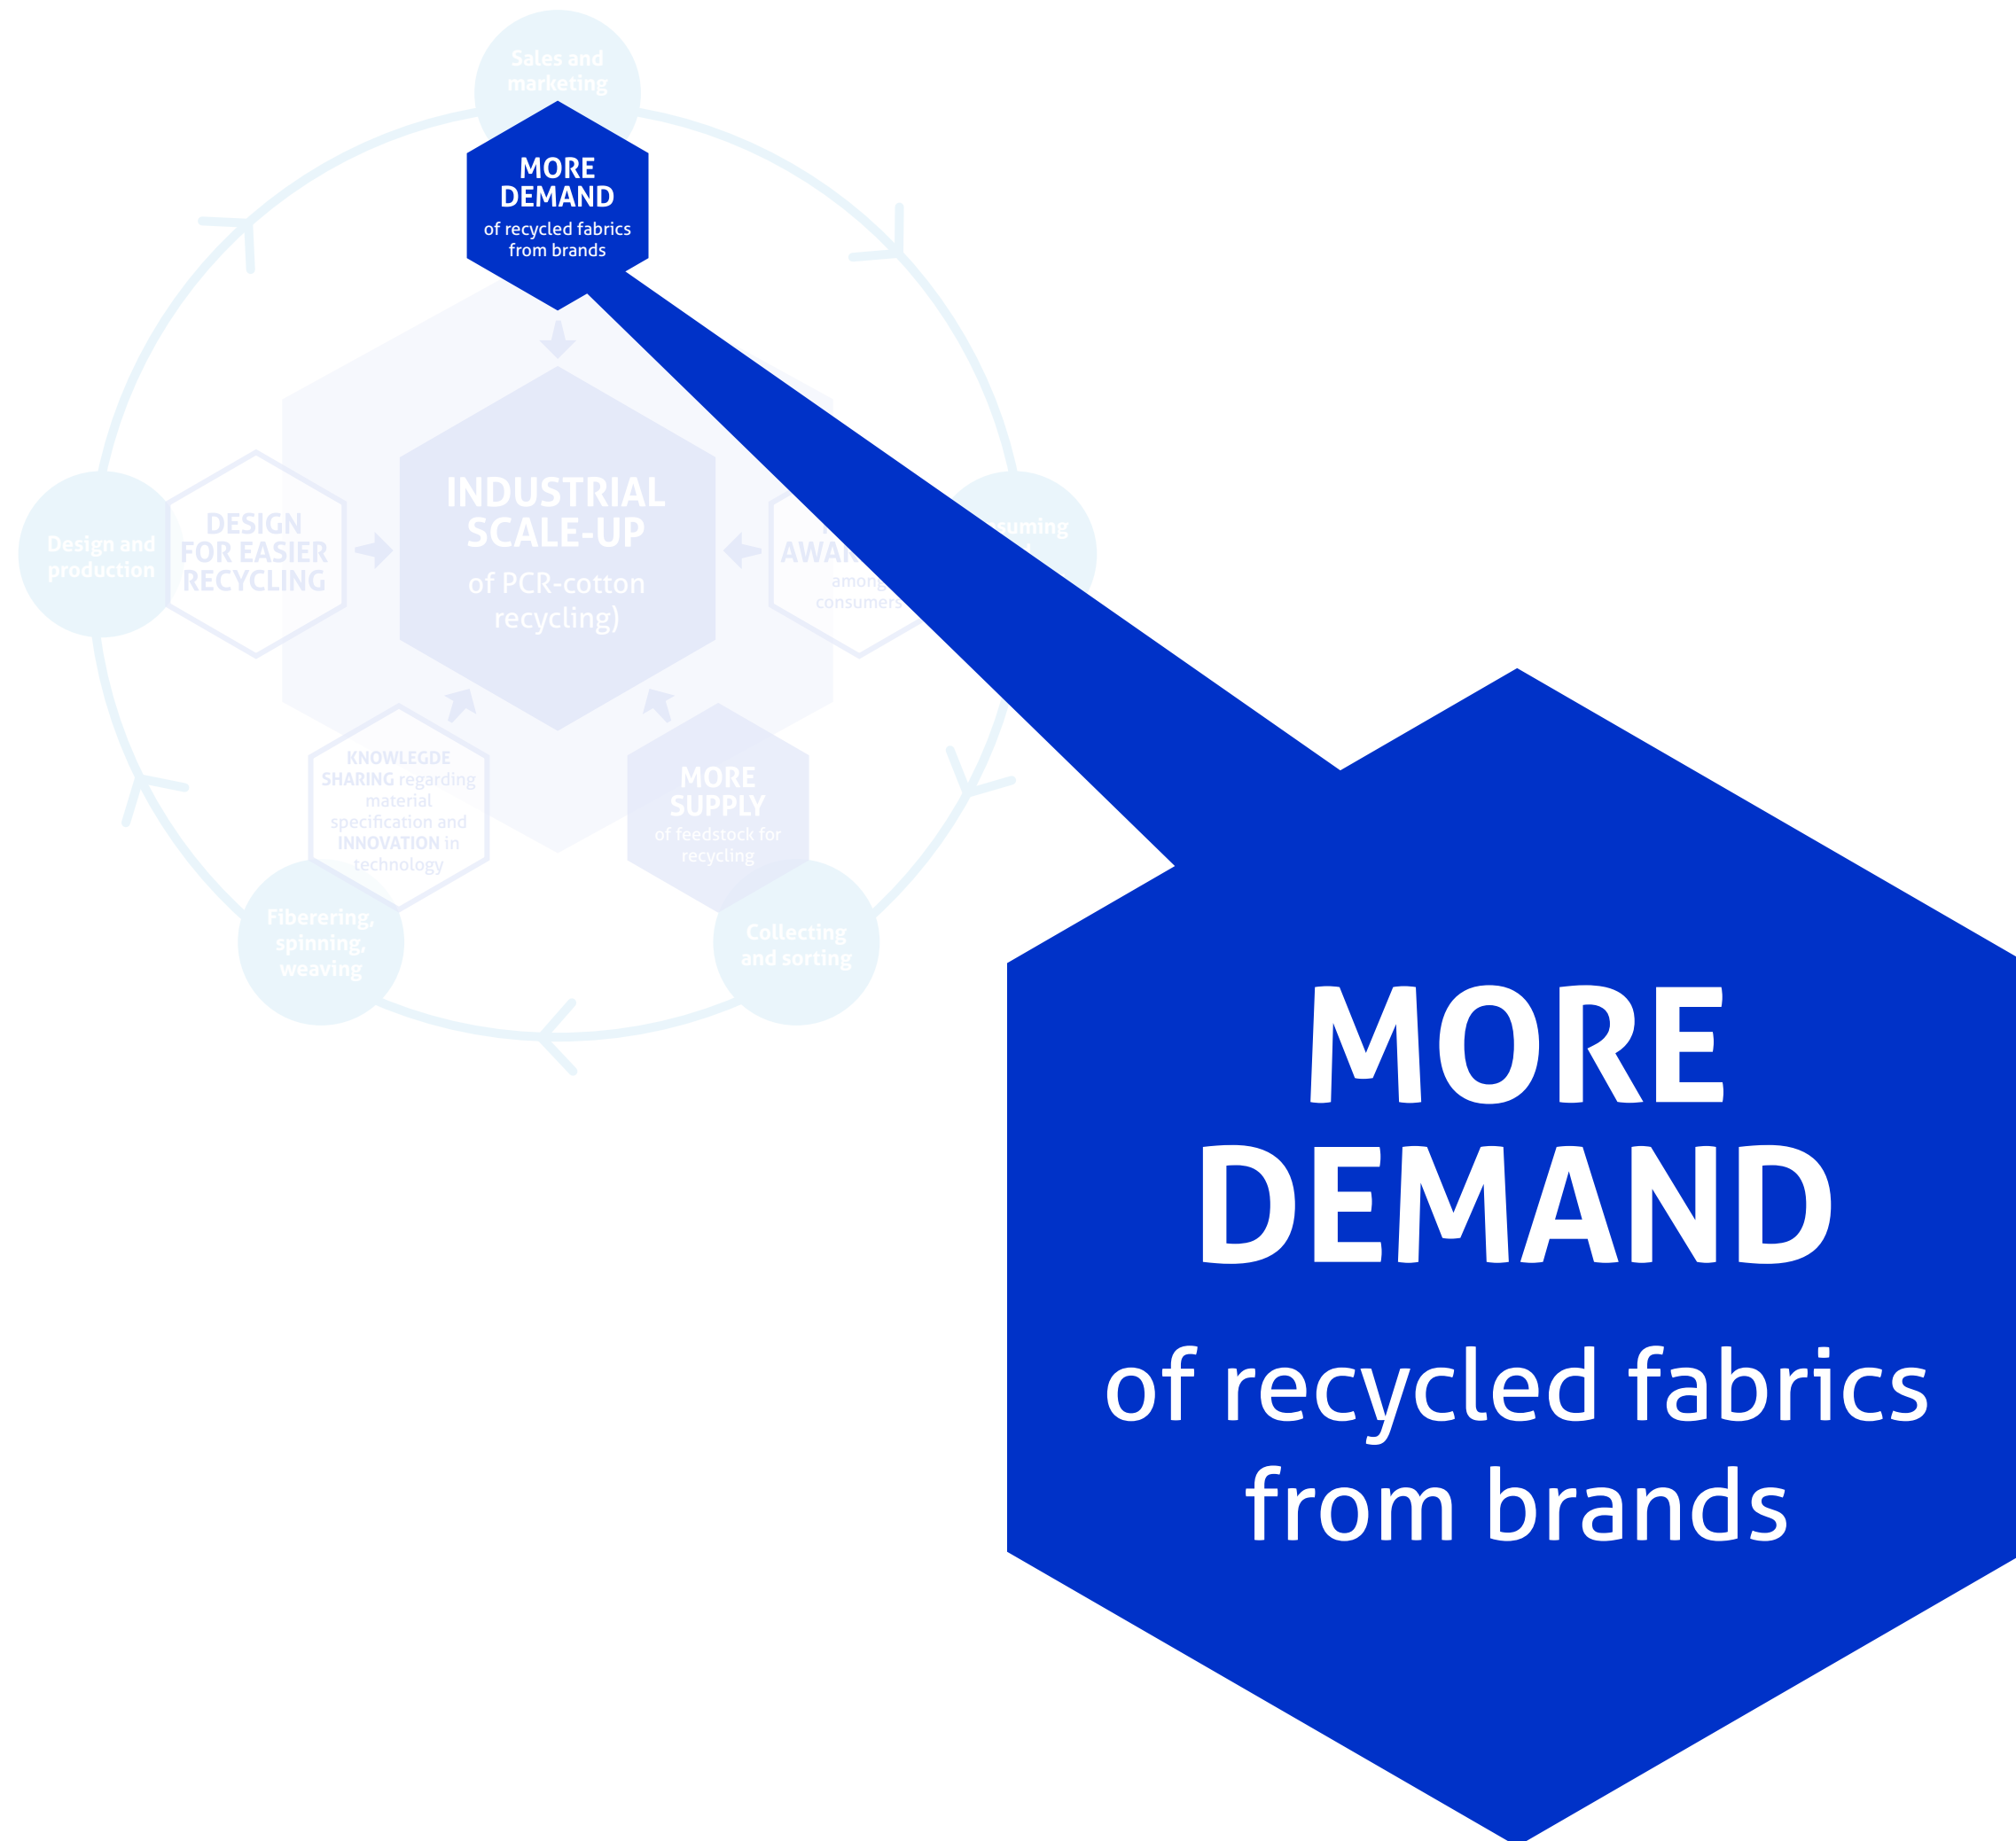 Sales and
marketing
MORE
DEMAND
of recycled fabrics
from brands
INDUSTRIAL
SCALE-UP
of PCR-cotton
recycling)
Design and
production
DESIGN
FOR EASIER
RECYCLING
among
consumers
KNOWLEGDE
SHARING regarding
material
specification and
INNOVATION in
technology
MORE
SUPPLY
of feedstock for
recycling
Fiberering,
spinning,
weaving
Collecting
and sorting
MORE
DEMAND
of recycled fabrics
from brands